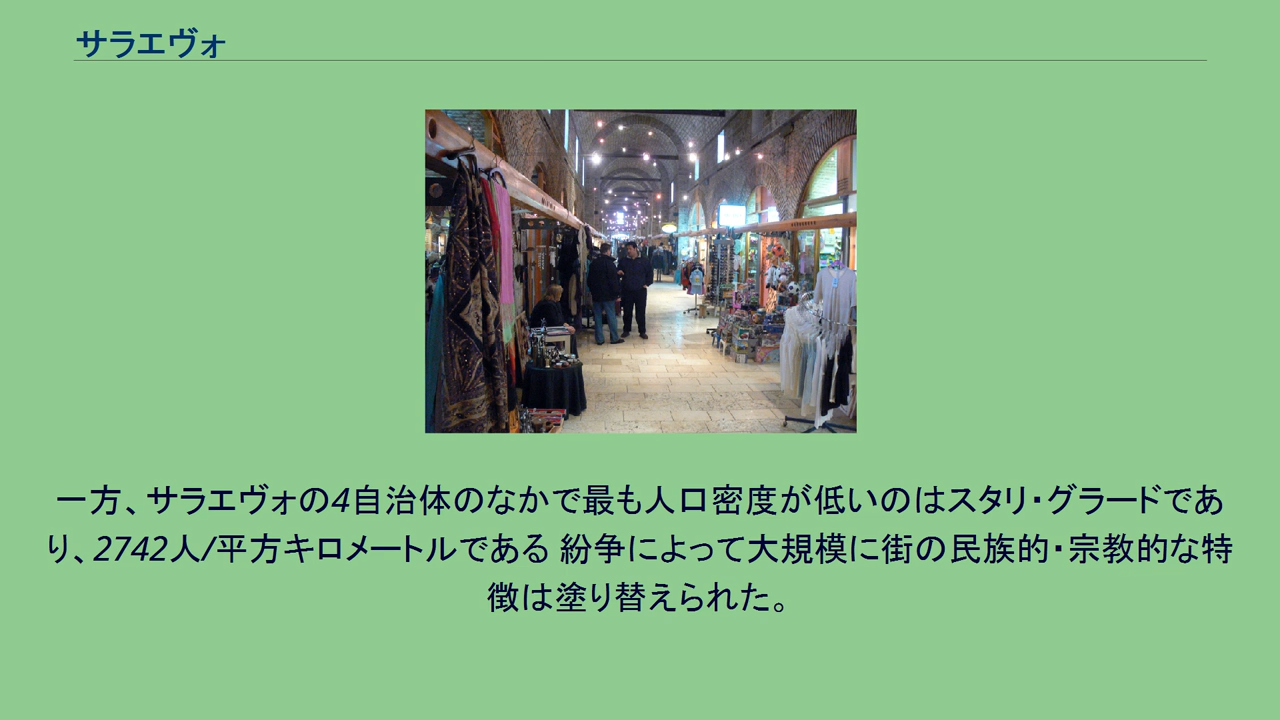 サラエヴォ
一方、サラエヴォの4自治体のなかで最も人口密度が低いのはスタリ・グラードであ
り、2742人/平方キロメートルである 紛争によって大規模に街の民族的・宗教的な特
徴は塗り替えられた。